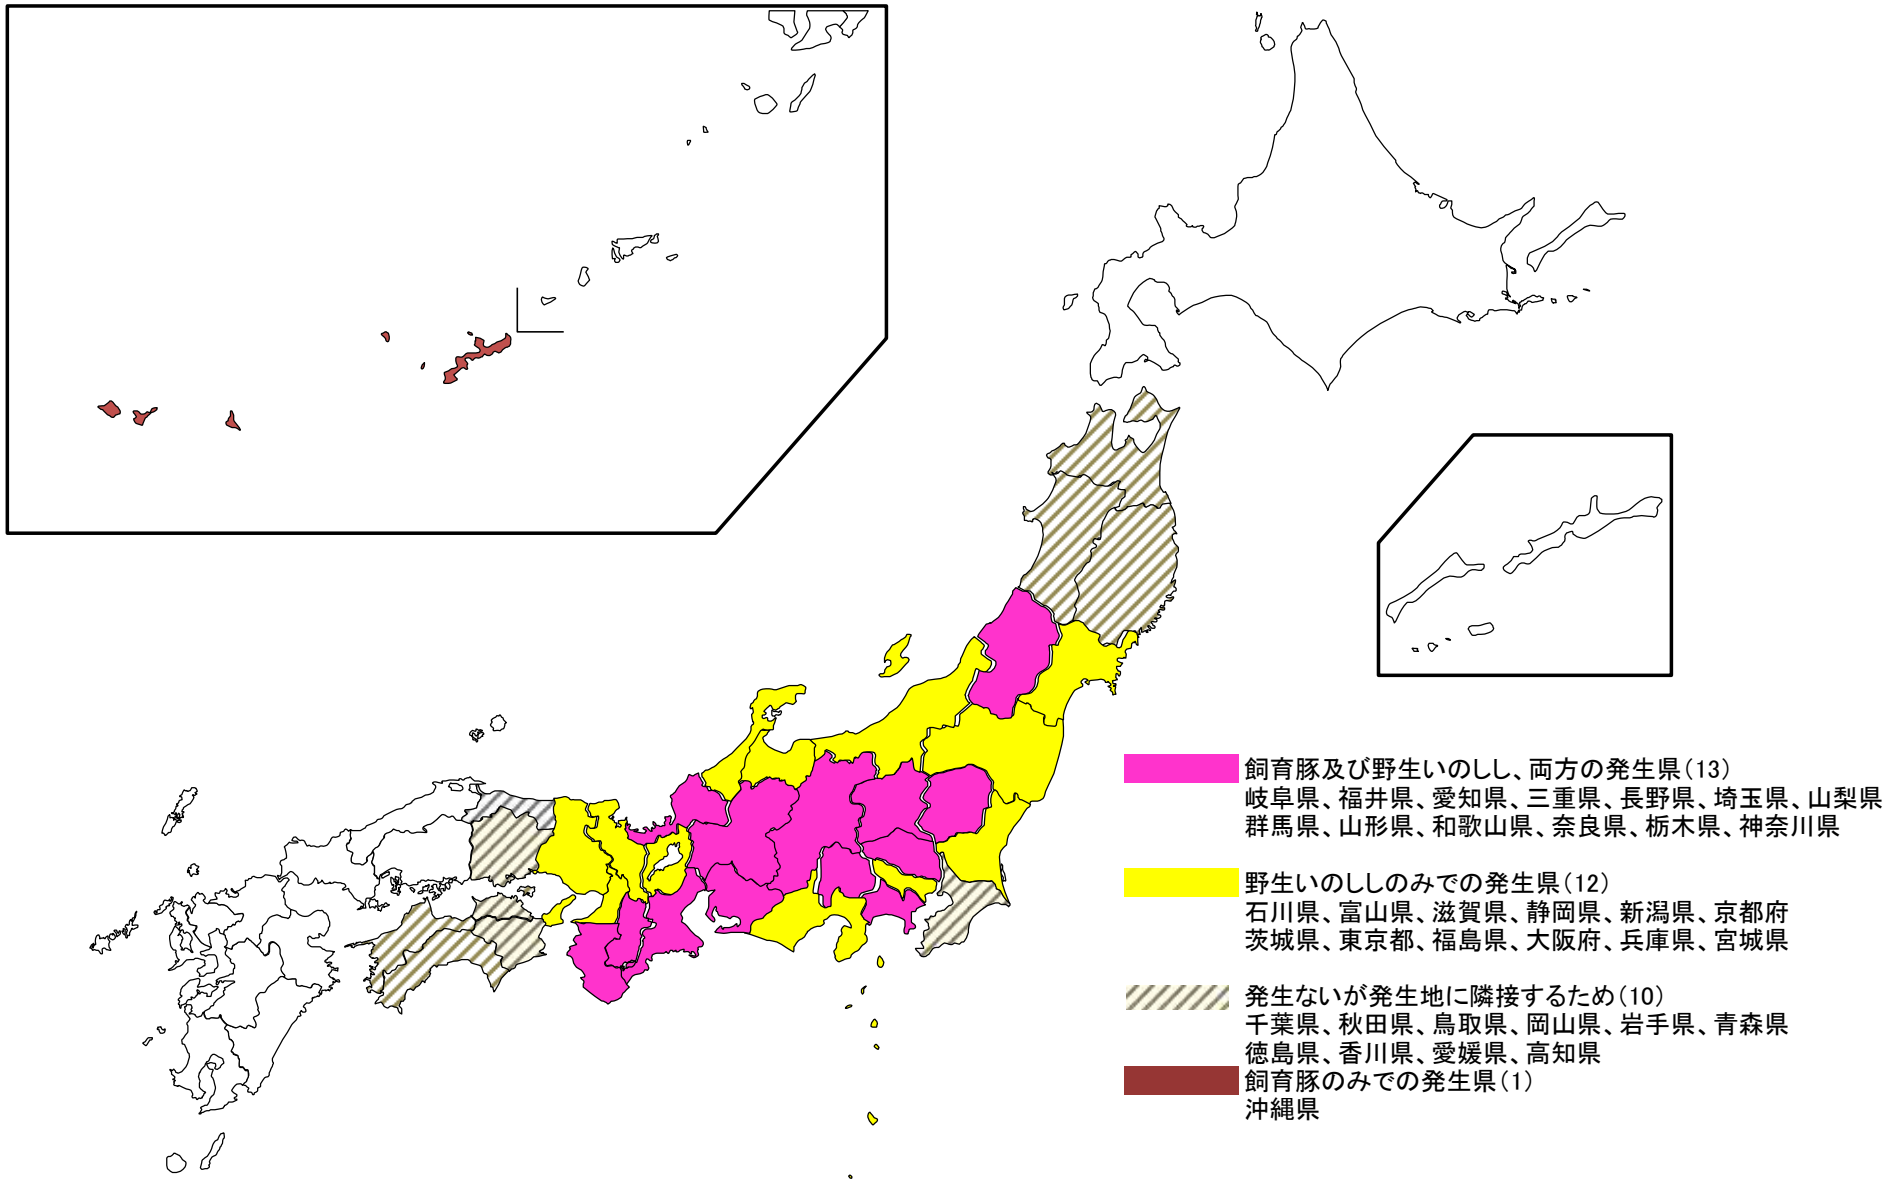 飼育豚及び野生いのしし、両方の発生県(13)
岐阜県、福井県、愛知県、三重県、長野県、埼玉県、山梨県
群馬県、山形県、和歌山県、奈良県、栃木県、神奈川県
野生いのししのみでの発生県(12)
石川県、富山県、滋賀県、静岡県、新潟県、京都府
茨城県、東京都、福島県、大阪府、兵庫県、宮城県
発生ないが発生地に隣接するため(10)
千葉県、秋田県、鳥取県、岡山県、岩手県、青森県
徳島県、香川県、愛媛県、高知県
飼育豚のみでの発生県(1)
沖縄県